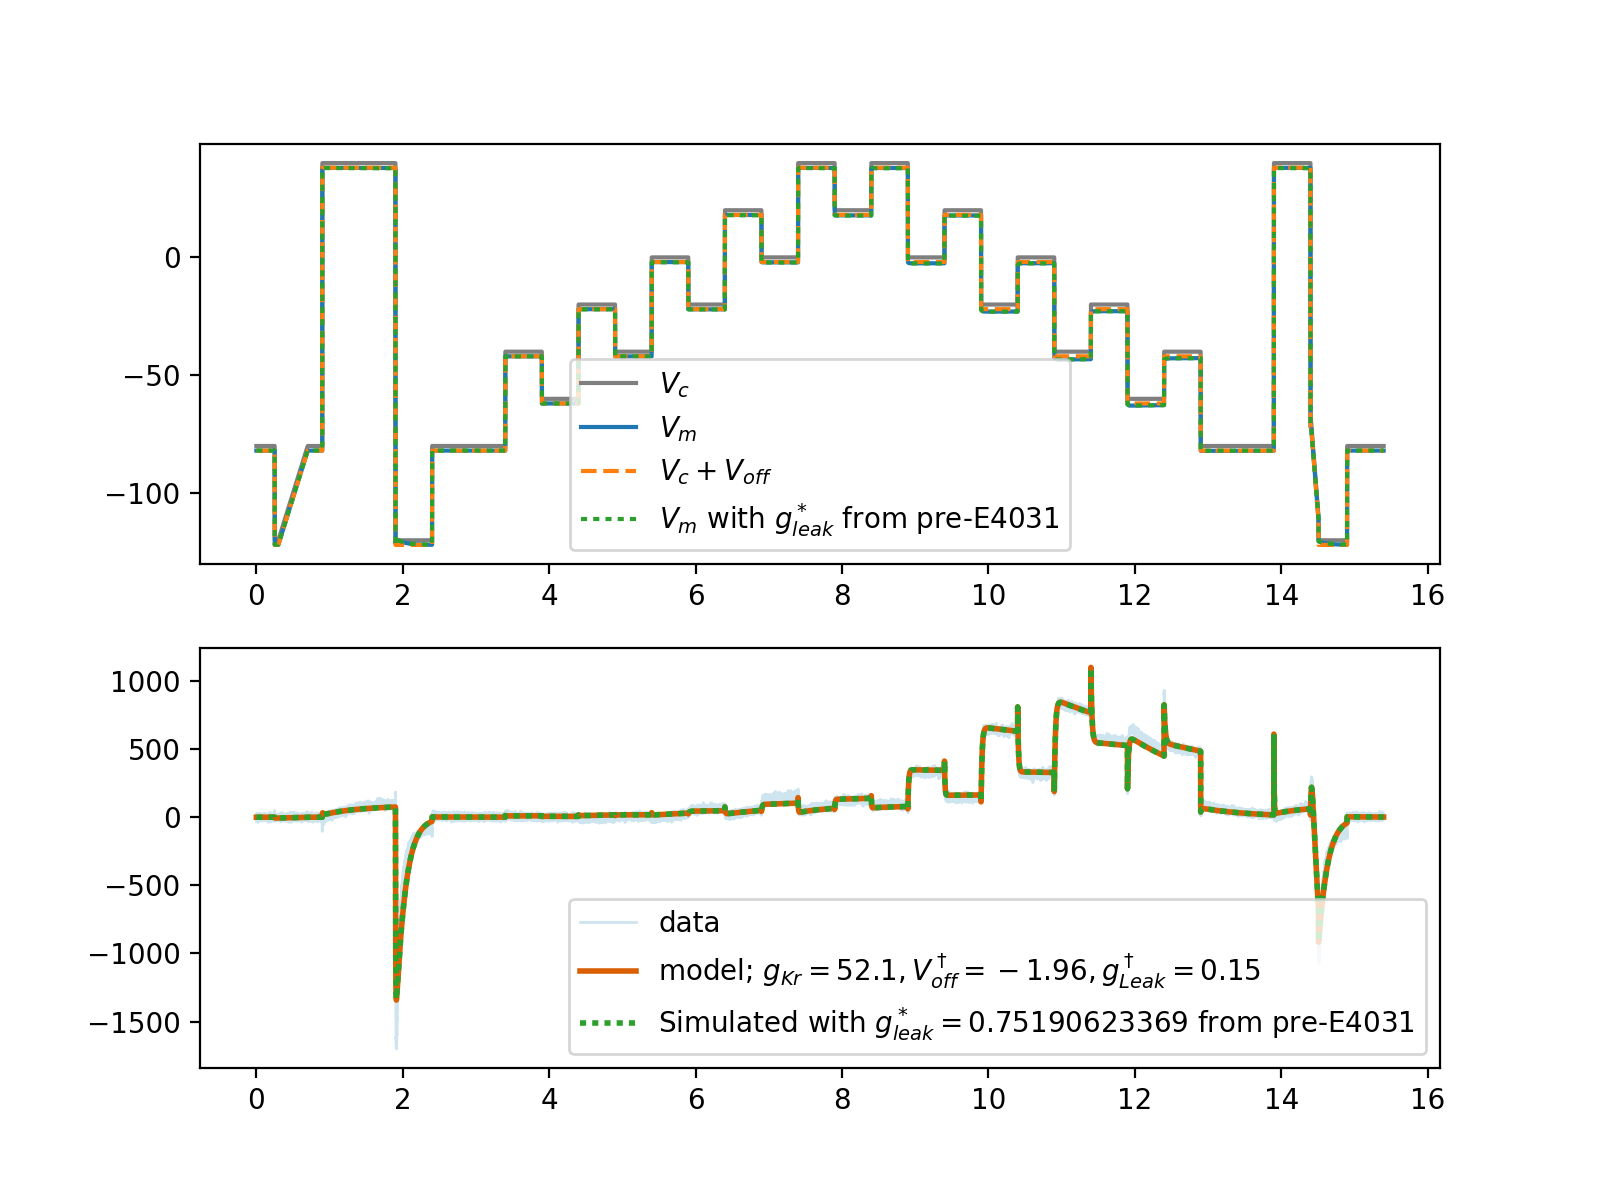 0
−50
−100
V_c
V_m
V_c + V_off
V_m with g*_leak from pre-E4031
0 2 4 6 8 10 12 14 16
1000
500
0
−500
−1000
−1500
data
model; g_Kr = 52.1, V†_off = −1.96, g†_Leak = 0.15
Simulated with g*_leak = 0.75190623369 from pre-E4031
0 2 4 6 8 10 12 14 16